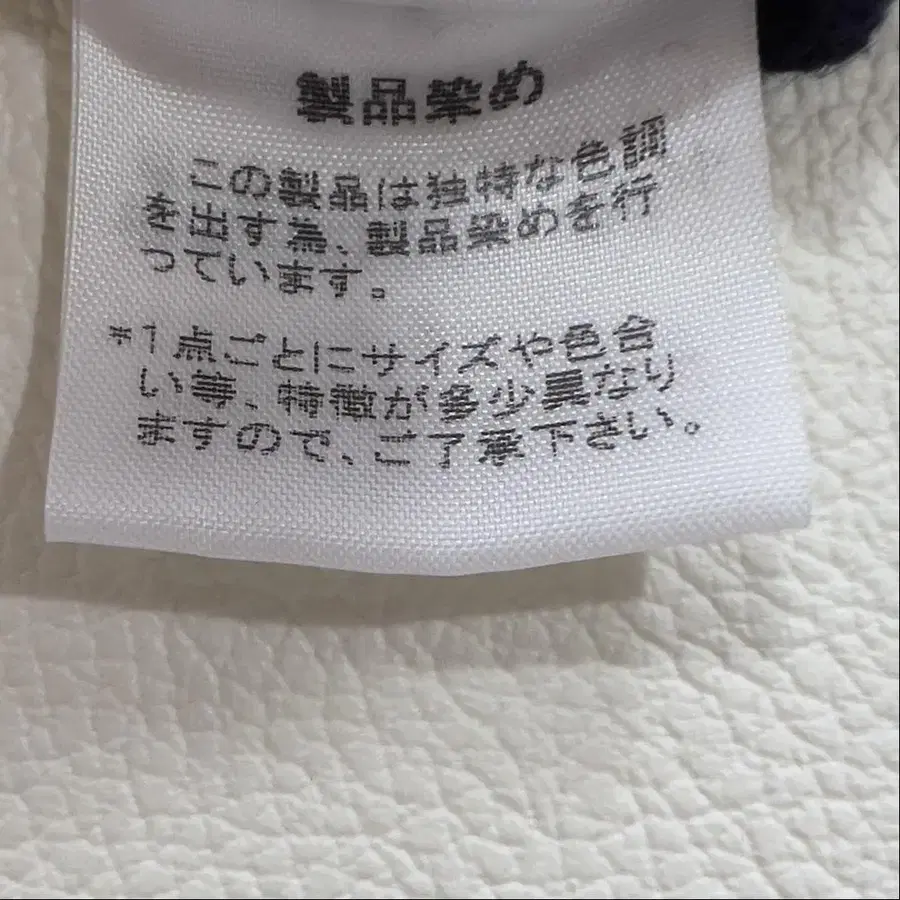 製品染め
この製品は独特な色調
を出す為、製品染めを行
っています。
*1点ごとにサイズや色合
い等、特徴が多少異なり
ますので、ご了承下さい。